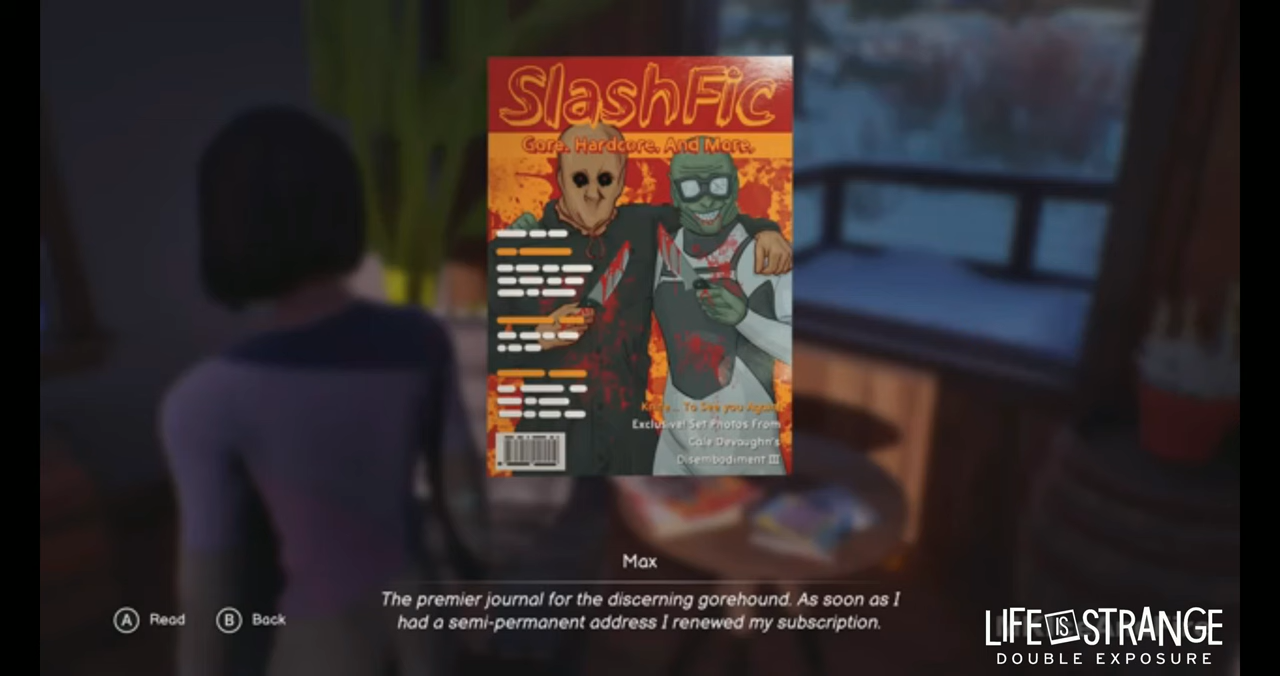 SlashFic
Gore. Hardcore. And More.
Knife... To See you Again!
Exclusive! Set Photos From
Cale Devaughn's
Disembodiment III
Max
The premier journal for the discerning gorehound. As soon as I
had a semi-permanent address I renewed my subscription.
A Read B Back
LIFE IS STRANGE
DOUBLE EXPOSURE